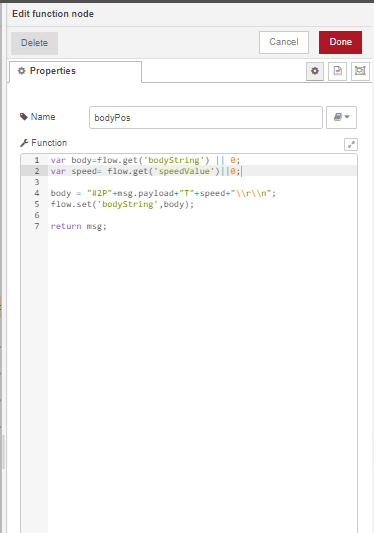 Edit function node
Delete
Cancel
Done
Properties
Name
bodyPos
Function
1 var body=flow.get('bodyString') || 0;
2 var speed= flow.get('speedValue')||0;
3
4 body = "#2P"+msg.payload+"T"+speed+"\\r\\n";
5 flow.set('bodyString',body);
6
7 return msg;